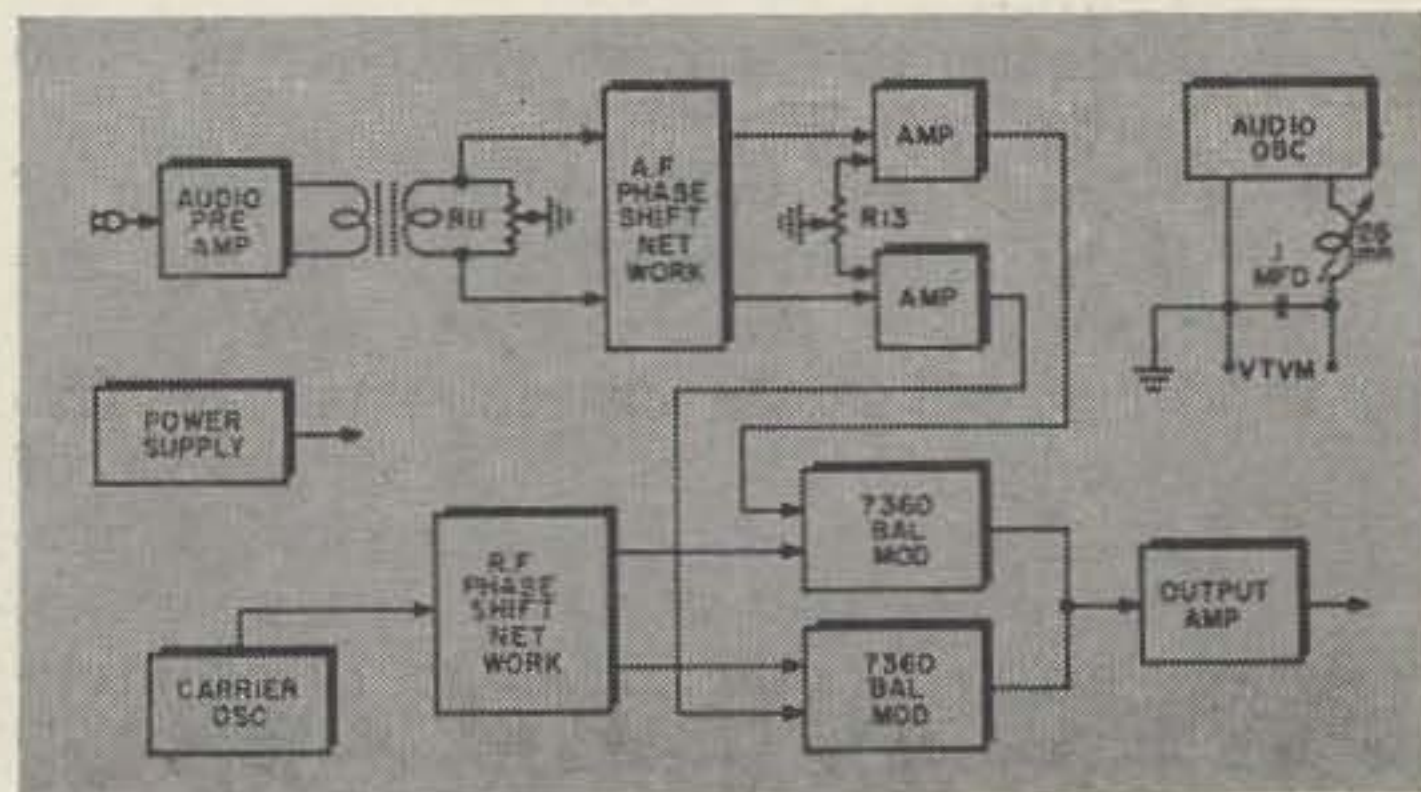 AUDIO
PRE
AMP
R11
A.F
PHASE
SHIFT
NET
WORK
AMP
R13
AMP
AUDIO
OSC
MFD
VTVM
POWER
SUPPLY
R.F
PHASE
SHIFT
NET
WORK
CARRIER
OSC
7360
BAL
MOD
7360
BAL
MOD
OUTPUT
AMP